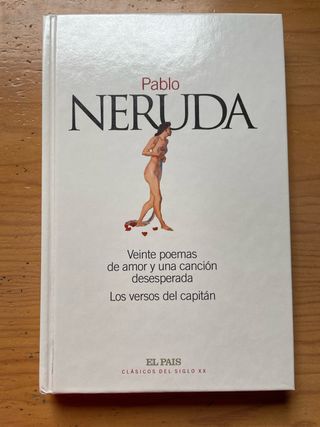 Pablo
NERUDA
Veinte poemas
de amor y una canción
desesperada
Los versos del capitán
EL PAIS
CLÁSICOS DEL SIGLO XX